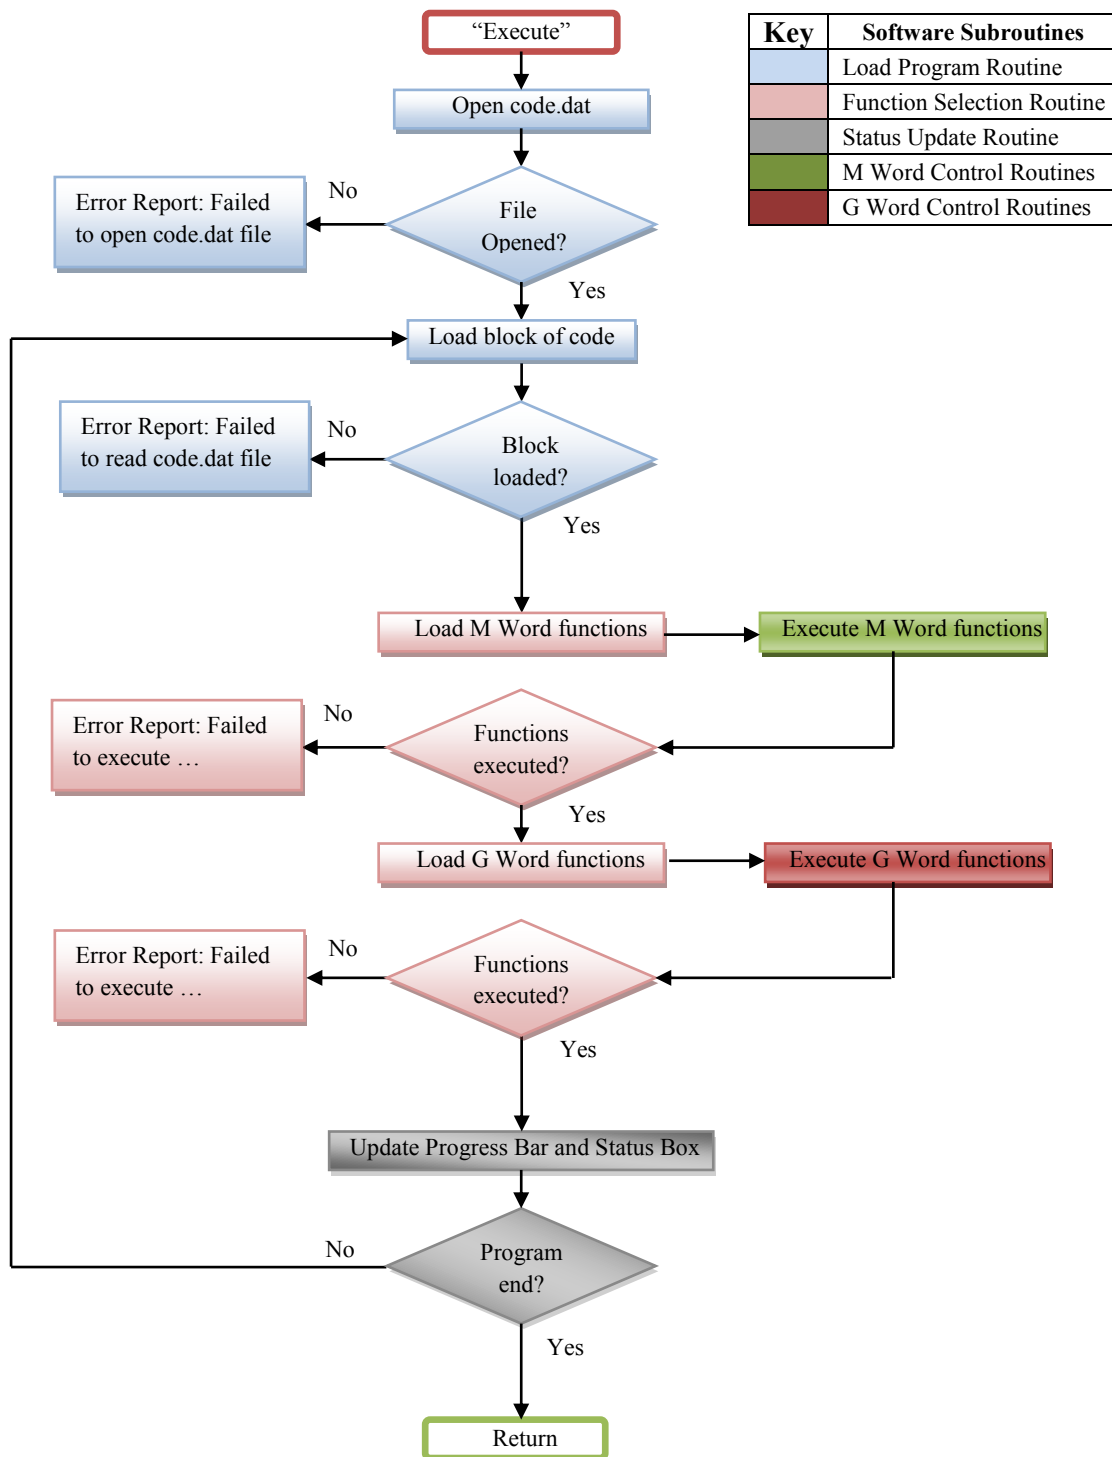 “Execute”
Key
Software Subroutines
Load Program Routine
Function Selection Routine
Status Update Routine
M Word Control Routines
G Word Control Routines
Open code.dat
File
Opened?
No
Error Report: Failed
to open code.dat file
Yes
Load block of code
Block
loaded?
No
Error Report: Failed
to read code.dat file
Yes
Load M Word functions
Execute M Word functions
Functions
executed?
No
Error Report: Failed
to execute …
Yes
Load G Word functions
Execute G Word functions
Functions
executed?
No
Error Report: Failed
to execute …
Yes
Update Progress Bar and Status Box
Program
end?
No
Yes
Return